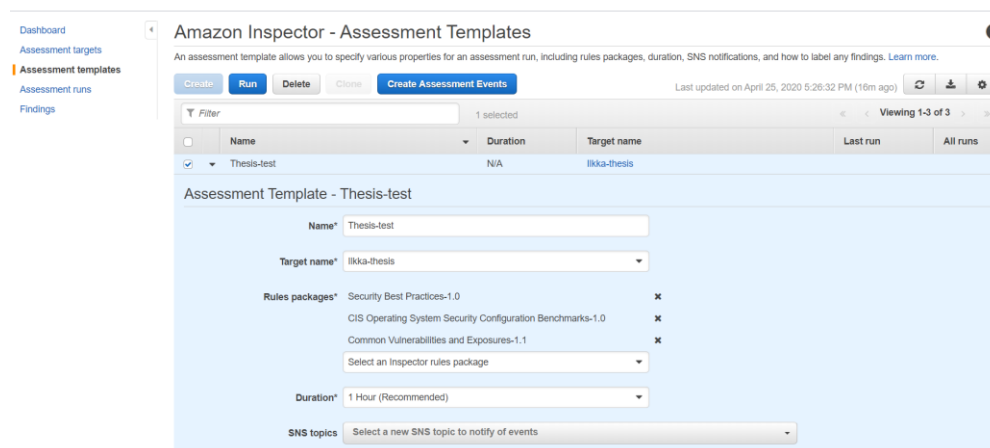 Dashboard
Assessment targets
Assessment templates
Assessment runs
Findings
Amazon Inspector - Assessment Templates
An assessment template allows you to specify various properties for an assessment run, including rules packages, duration, SNS notifications, and how to label any findings. Learn more.
Create Run Delete Clone Create Assessment Events Last updated on April 25, 2020 5:26:32 PM (16m ago)
Filter 1 selected Viewing 1-3 of 3
Name Duration Target name Last run All runs
Thesis-test N/A Ilkka-thesis
Assessment Template - Thesis-test
Name* Thesis-test
Target name* Ilkka-thesis
Rules packages* Security Best Practices-1.0
CIS Operating System Security Configuration Benchmarks-1.0
Common Vulnerabilities and Exposures-1.1
Select an Inspector rules package
Duration* 1 Hour (Recommended)
SNS topics Select a new SNS topic to notify of events